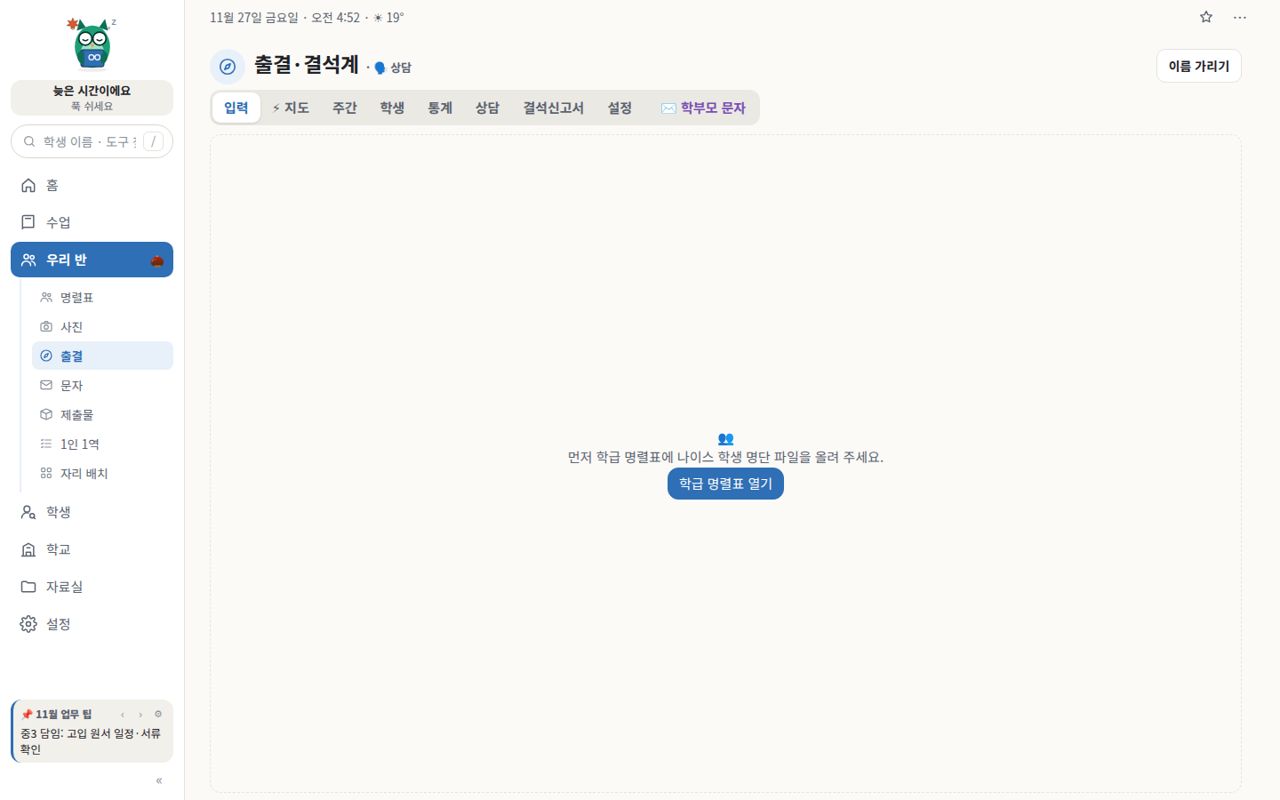 11월 27일 금요일 · 오전 4:52 · ☀ 19°
z
늦은 시간이에요
푹 쉬세요
학생 이름 · 도구 /
홈
수업
우리 반
명렬표
사진
출결
문자
제출물
1인 1역
자리 배치
학생
학교
자료실
설정
📌 11월 업무 팁 ‹ › ⚙
중3 담임: 고입 원서 일정·서류
확인
«
출결·결석계 · 🗣 상담
이름 가리기
입력 ⚡ 지도 주간 학생 통계 상담 결석신고서 설정 ✉️ 학부모 문자
먼저 학급 명렬표에 나이스 학생 명단 파일을 올려 주세요.
학급 명렬표 열기